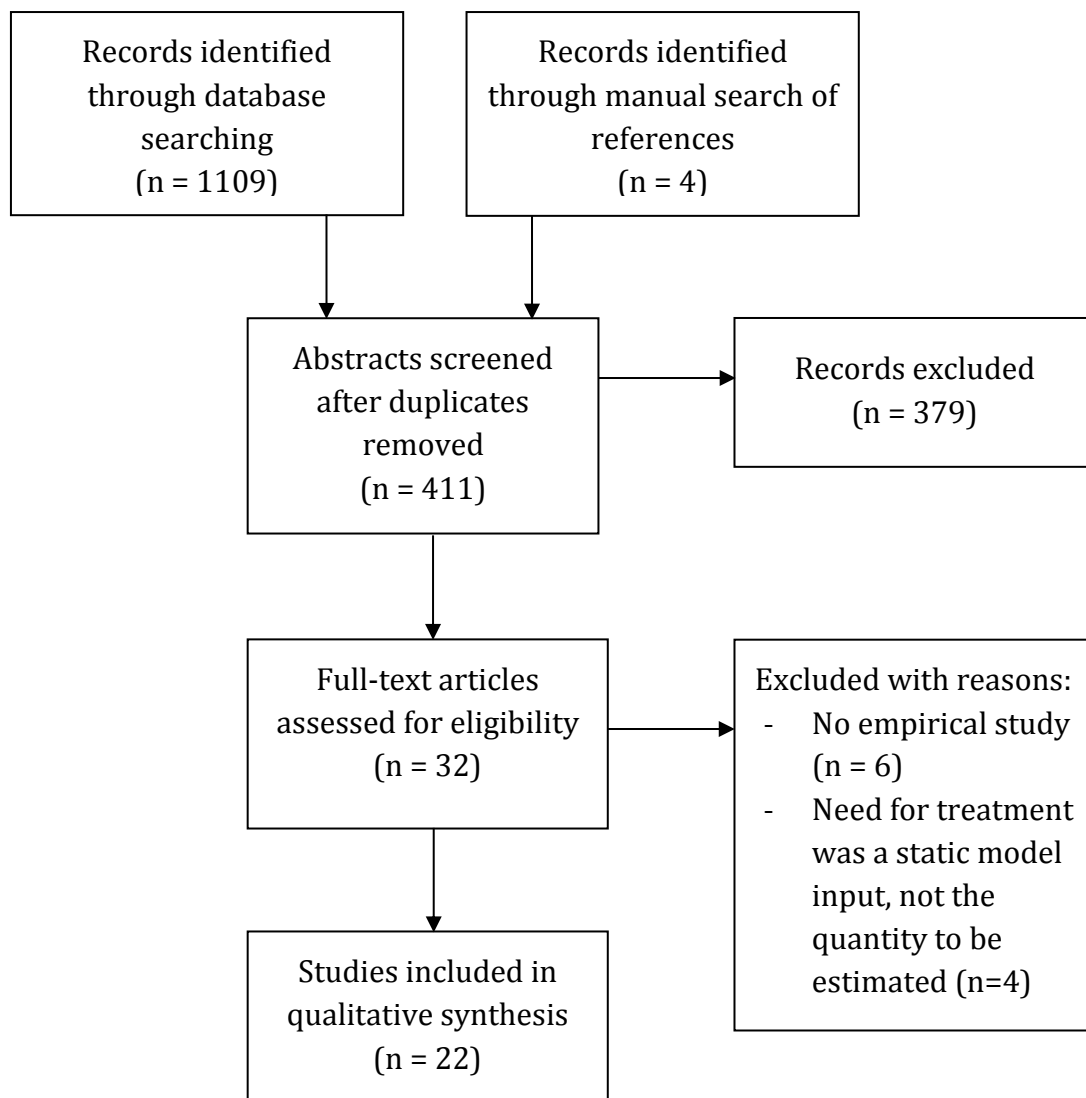 Records identified
through database
searching
(n = 1109)
Records identified
through manual search of
references
(n = 4)
Abstracts screened
after duplicates
removed
(n = 411)
Records excluded
(n = 379)
Full-text articles
assessed for eligibility
(n = 32)
Excluded with reasons:
- No empirical study
(n = 6)
- Need for treatment
was a static model
input, not the
quantity to be
estimated (n=4)
Studies included in
qualitative synthesis
(n = 22)